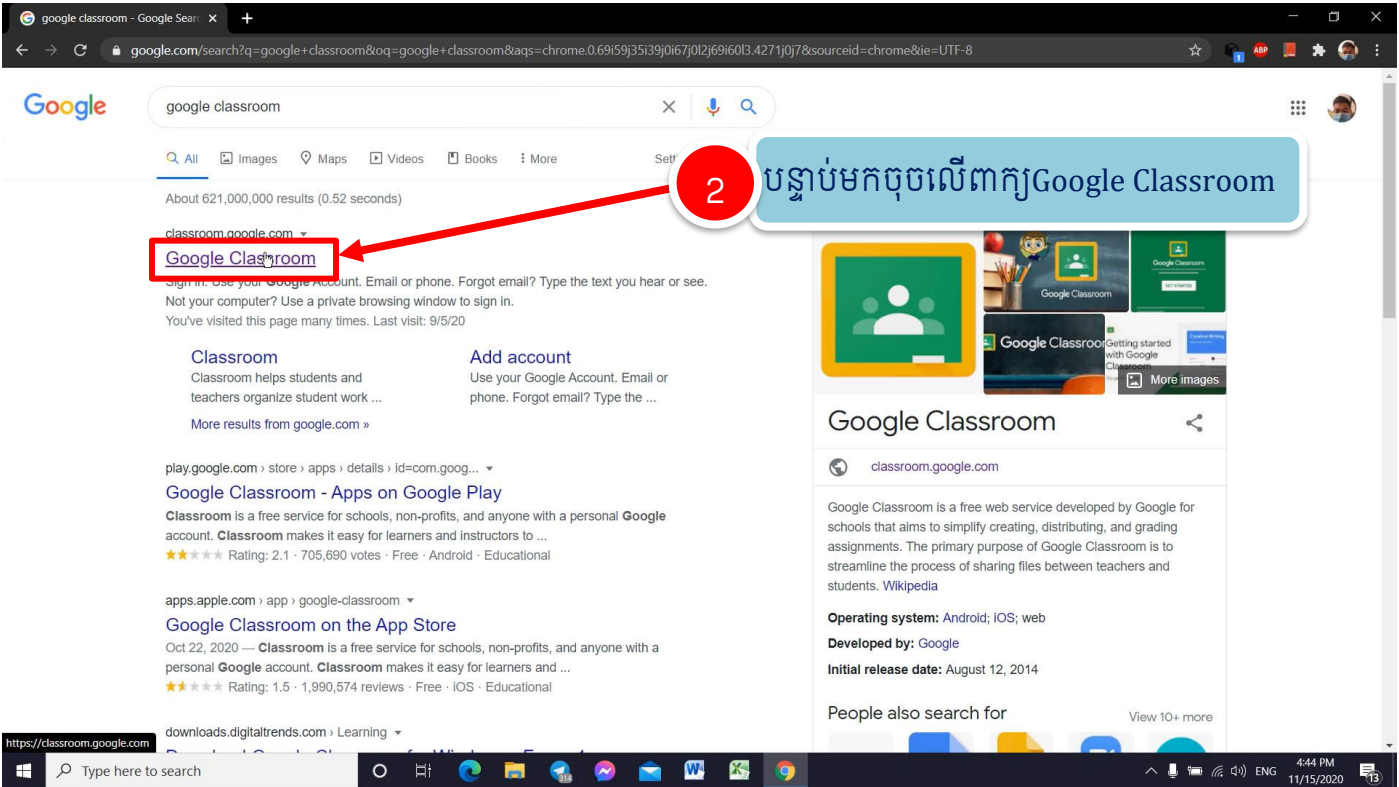 google classroom - Google Sear
google.com/search?q=google+classroom&oq=google+classroom&aqs=chrome.0.69i59j35i39j0i67j0l2j69i60l3.4271j0j7&sourceid=chrome&ie=UTF-8
1
ABP
Google
google classroom
All Images Maps Videos Books More
2
បន្ទាប់មកចុចលើពាក្យGoogle Classroom
About 621,000,000 results (0.52 seconds)
classroom.google.com
Google Classroom
Sign in. Use your Google Account. Email or phone. Forgot email? Type the text you hear or see.
Not your computer? Use a private browsing window to sign in.
You've visited this page many times. Last visit: 9/5/20
Classroom
Classroom helps students and
teachers organize student work ...
Add account
Use your Google Account. Email or
phone. Forgot email? Type the ...
More results from google.com »
play.google.com › store › apps › details › id=com.goog...
Google Classroom - Apps on Google Play
Classroom is a free service for schools, non-profits, and anyone with a personal Google
account. Classroom makes it easy for learners and instructors to ...
Rating: 2.1 · 705,690 votes · Free · Android · Educational
apps.apple.com › app › google-classroom
Google Classroom on the App Store
Oct 22, 2020 — Classroom is a free service for schools, non-profits, and anyone with a
personal Google account. Classroom makes it easy for learners and ...
Rating: 1.5 · 1,990,574 reviews · Free · iOS · Educational
downloads.digitaltrends.com › Learning
Google Classroom
Google Classroom
GET STARTED
Google Classroom
Getting started
with Google
Classroom
More images
Google Classroom
classroom.google.com
Google Classroom is a free web service developed by Google for
schools that aims to simplify creating, distributing, and grading
assignments. The primary purpose of Google Classroom is to
streamline the process of sharing files between teachers and
students. Wikipedia
Operating system: Android; iOS; web
Developed by: Google
Initial release date: August 12, 2014
People also search for
View 10+ more
https://classroom.google.com
Type here to search
314
ENG
4:44 PM
11/15/2020
13